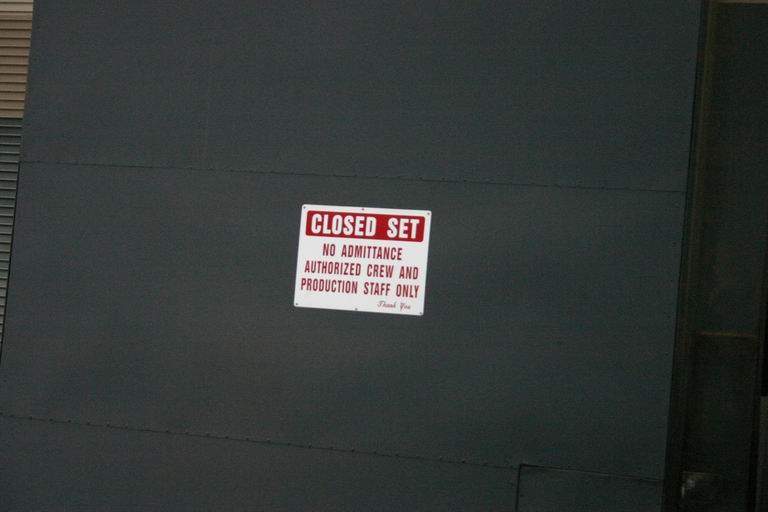 CLOSED SET
NO ADMITTANCE
AUTHORIZED CREW AND
PRODUCTION STAFF ONLY
Thank You